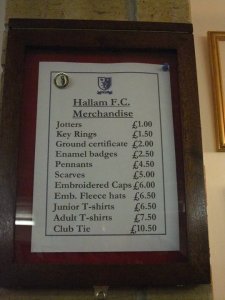 Hallam F.C.
Merchandise
Jotters £1.00
Key Rings £1.50
Ground certificate £2.00
Enamel badges £2.50
Pennants £4.50
Scarves £5.00
Embroidered Caps £6.00
Emb. Fleece hats £6.50
Junior T-shirts £6.50
Adult T-shirts £7.50
Club Tie £10.50